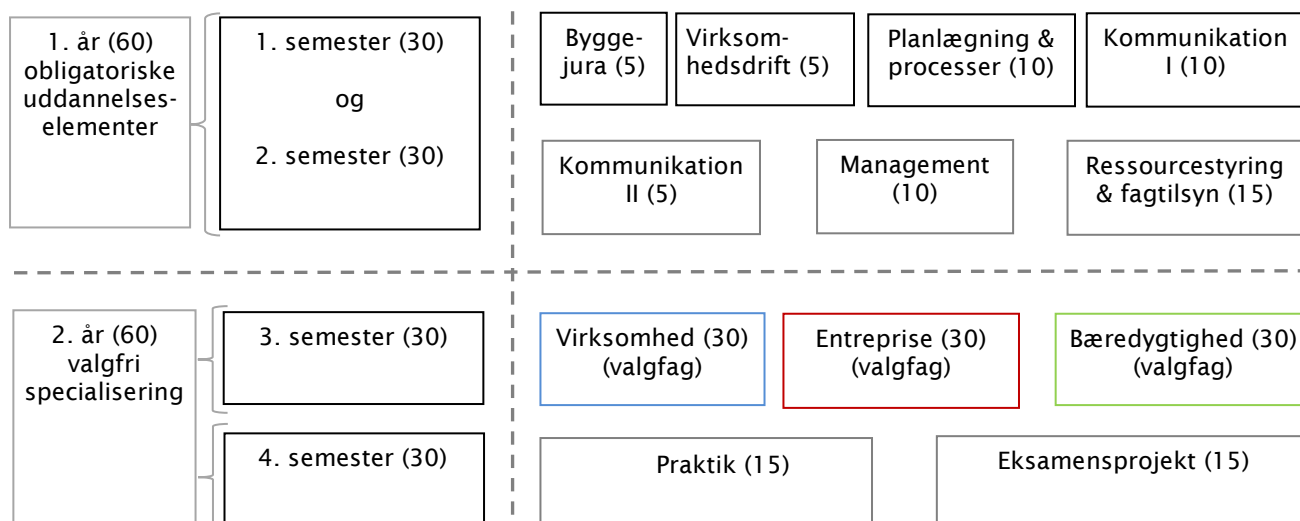 1. år (60)
obligatoriske
uddannelses-
elementer
1. semester (30)
og
2. semester (30)
Bygge-
jura (5)
Virksom-
hedsdrift (5)
Planlægning &
processer (10)
Kommunikation
I (10)
Kommunikation
II (5)
Management
(10)
Ressourcestyring
& fagtilsyn (15)
2. år (60)
valgfri
specialisering
3. semester (30)
Virksomhed (30)
(valgfag)
Entreprise (30)
(valgfag)
Bæredygtighed (30)
(valgfag)
4. semester (30)
Praktik (15)
Eksamensprojekt (15)